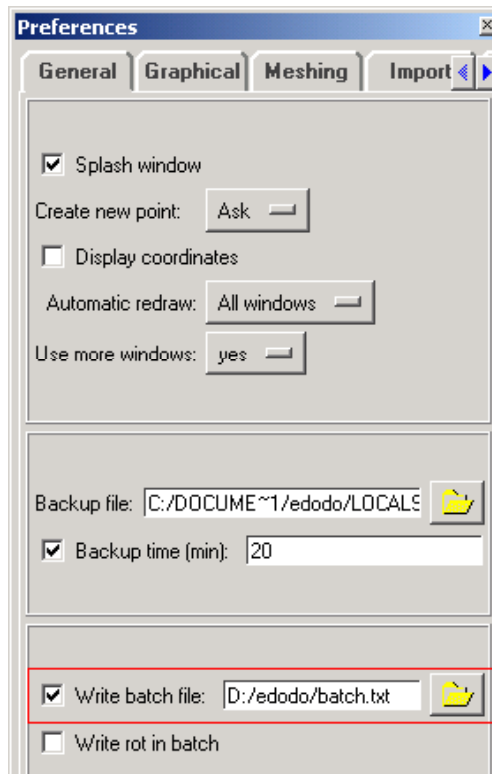 Preferences
General Graphical Meshing Import
Splash window
Create new point: Ask
Display coordinates
Automatic redraw: All windows
Use more windows: yes
Backup file: C:/DOCUME~1/edodo/LOCALS
Backup time (min): 20
Write batch file: D:/edodo/batch.txt
Write rot in batch